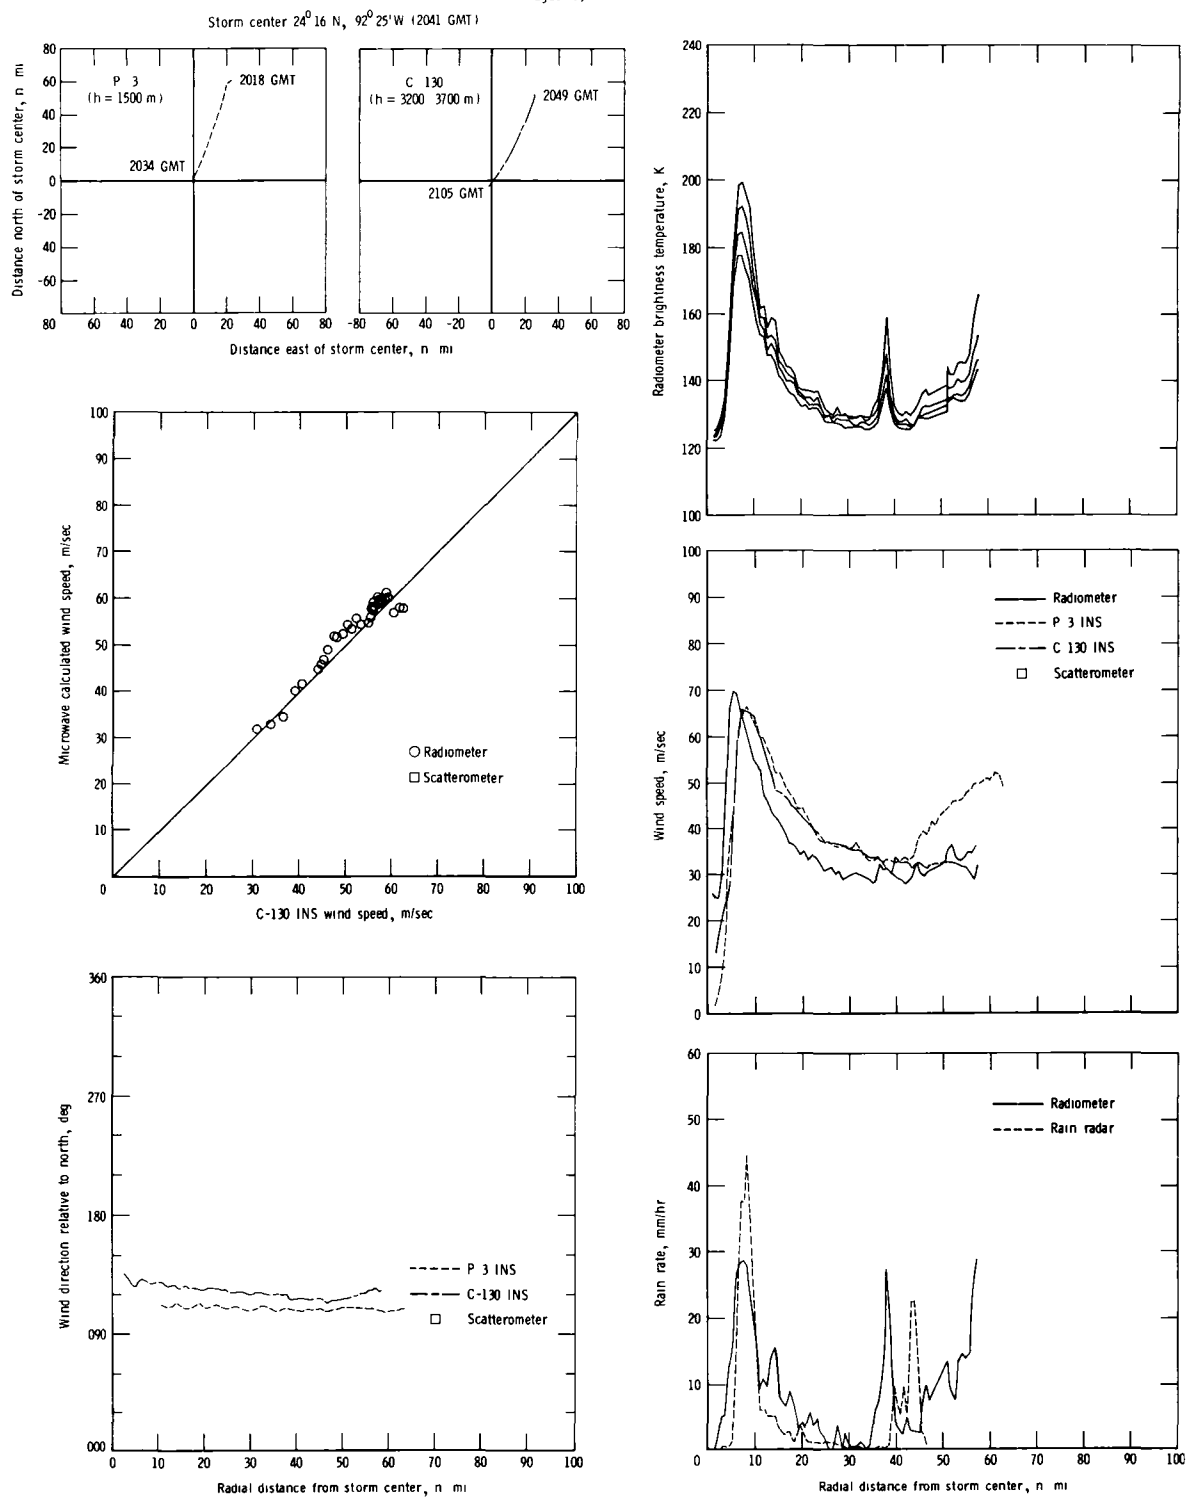 Storm center 24° 16 N, 92° 25' W (2041 GMT)
Distance north of storm center, n mi
80
60
40
20
0
-20
-40
-60
P 3
(h = 1500 m)
2018 GMT
2034 GMT
C 130
(h = 3200 3700 m)
2049 GMT
2105 GMT
80 60 40 20 0 20 40 60 -80 -60 -40 -20 0 20 40 60 80
Distance east of storm center, n mi
Microwave calculated wind speed, m/sec
100
90
80
70
60
50
40
30
20
10
Radiometer
Scatterometer
0 10 20 30 40 50 60 70 80 90 100
C-130 INS wind speed, m/sec
Wind direction relative to north, deg
360
270
180
090
000
P 3 INS
C-130 INS
Scatterometer
0 10 20 30 40 50 60 70 80 90 100
Radial distance from storm center, n mi
Radiometer brightness temperature, K
240
220
200
180
160
140
120
100
Wind speed, m/sec
100
90
80
70
60
50
40
30
20
10
0
Radiometer
P 3 INS
C 130 INS
Scatterometer
Rain rate, mm/hr
60
50
40
30
20
10
Radiometer
Rain radar
0 10 20 30 40 50 60 70 80 90 100
Radial distance from storm center, n mi